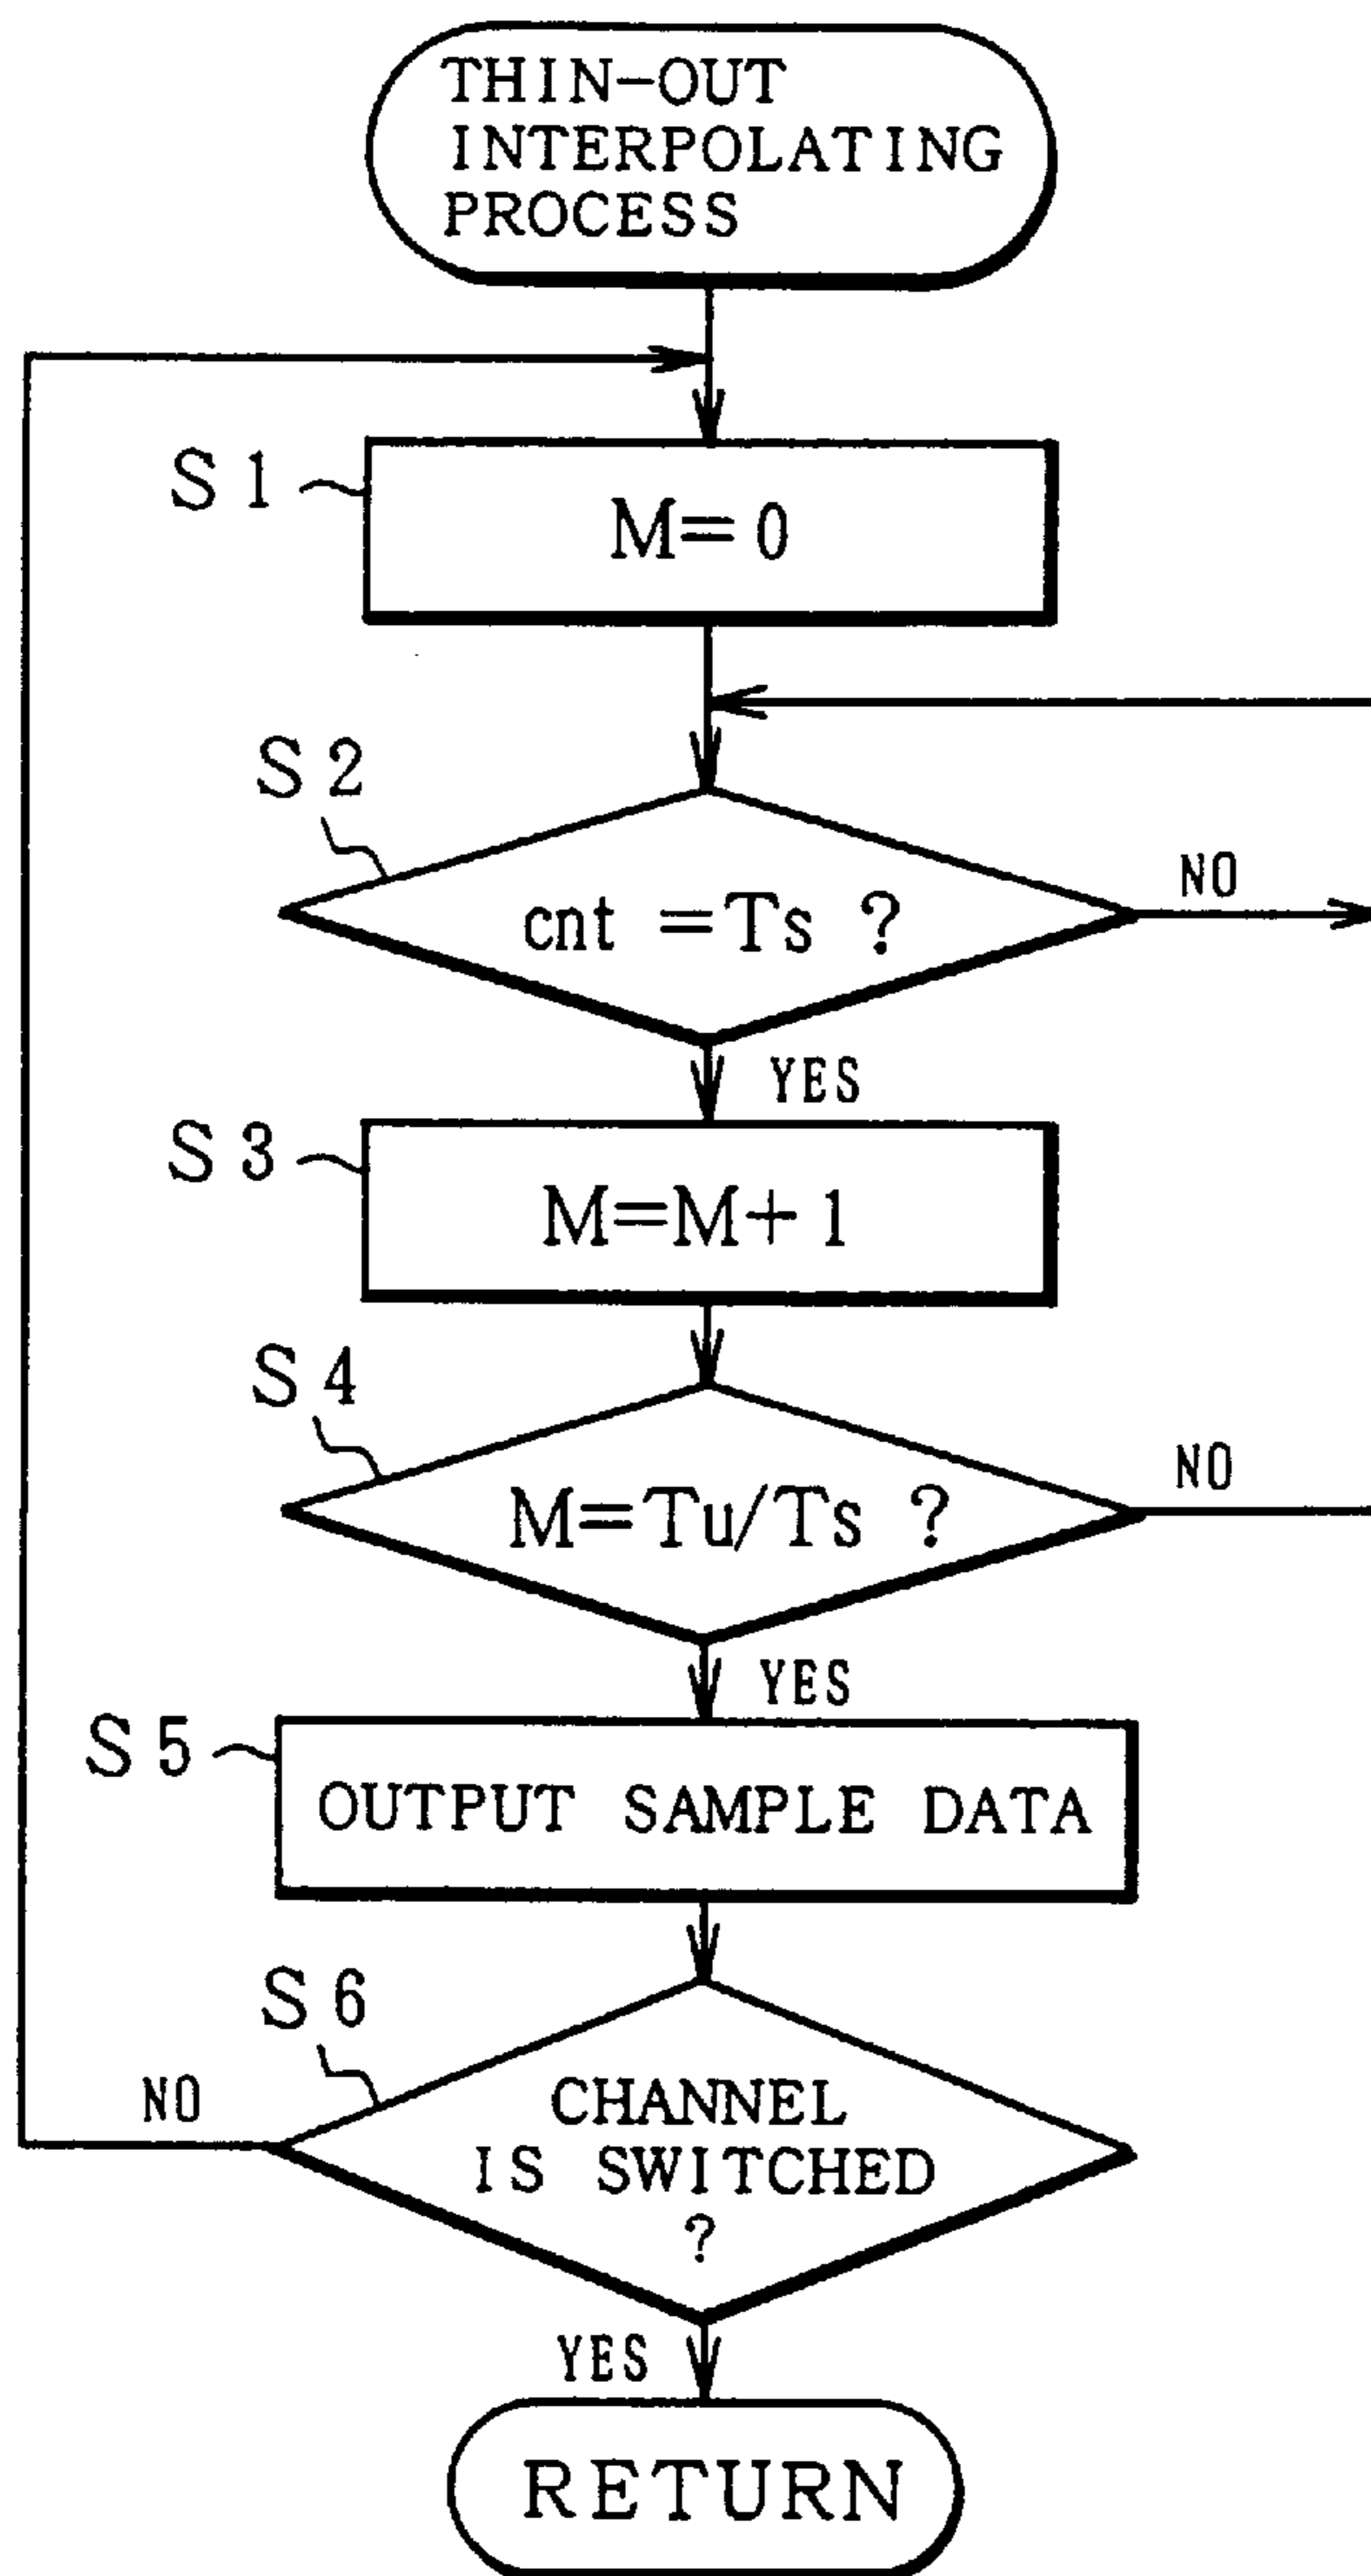 THIN-OUT
INTERPOLATING
PROCESS
S1
M=0
S2
cnt =Ts ?
NO
YES
S3
M=M+1
S4
M=Tu/Ts ?
NO
YES
S5
OUTPUT SAMPLE DATA
S6
CHANNEL
IS SWITCHED
?
NO
YES
RETURN